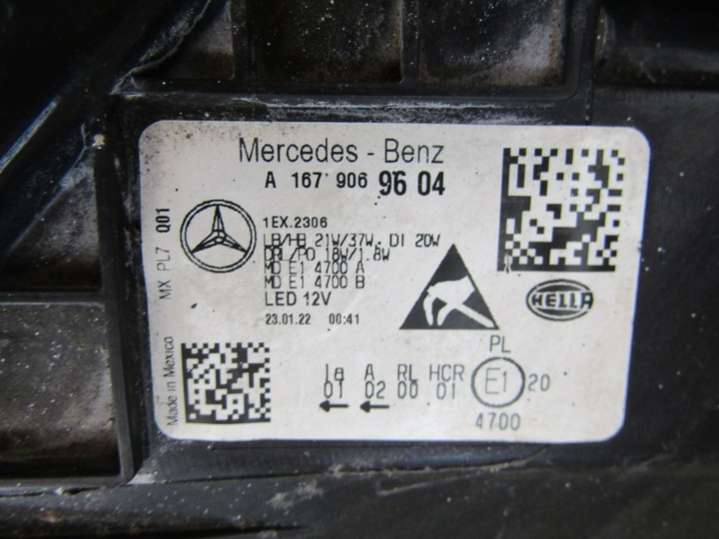 Mercedes - Benz
A 167 906 96 04
1EX.2306
LB/HB 21W/37W. DI 20W
DRL/PO 18W/1.8W
MD E1 4700 A
MD E1 4700 B
LED 12V
23.01.22 00:41
MX PL7 Q01
Made in Mexico
HELLA
PL
Ia A RL HCR E1 20
01 02 00 01
4700